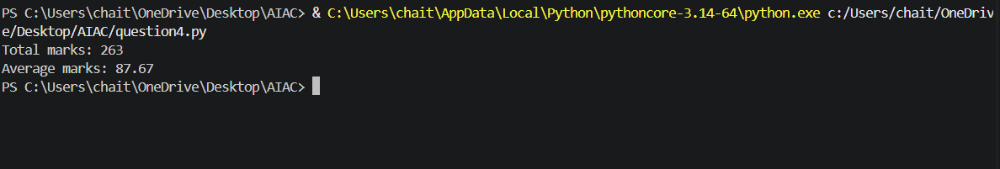 PS C:\Users\chait\OneDrive\Desktop\AIAC> & C:\Users\chait\AppData\Local\Python\pythoncore-3.14-64\python.exe c:/Users/chait/OneDriv
e/Desktop/AIAC/question4.py
Total marks: 263
Average marks: 87.67
PS C:\Users\chait\OneDrive\Desktop\AIAC>